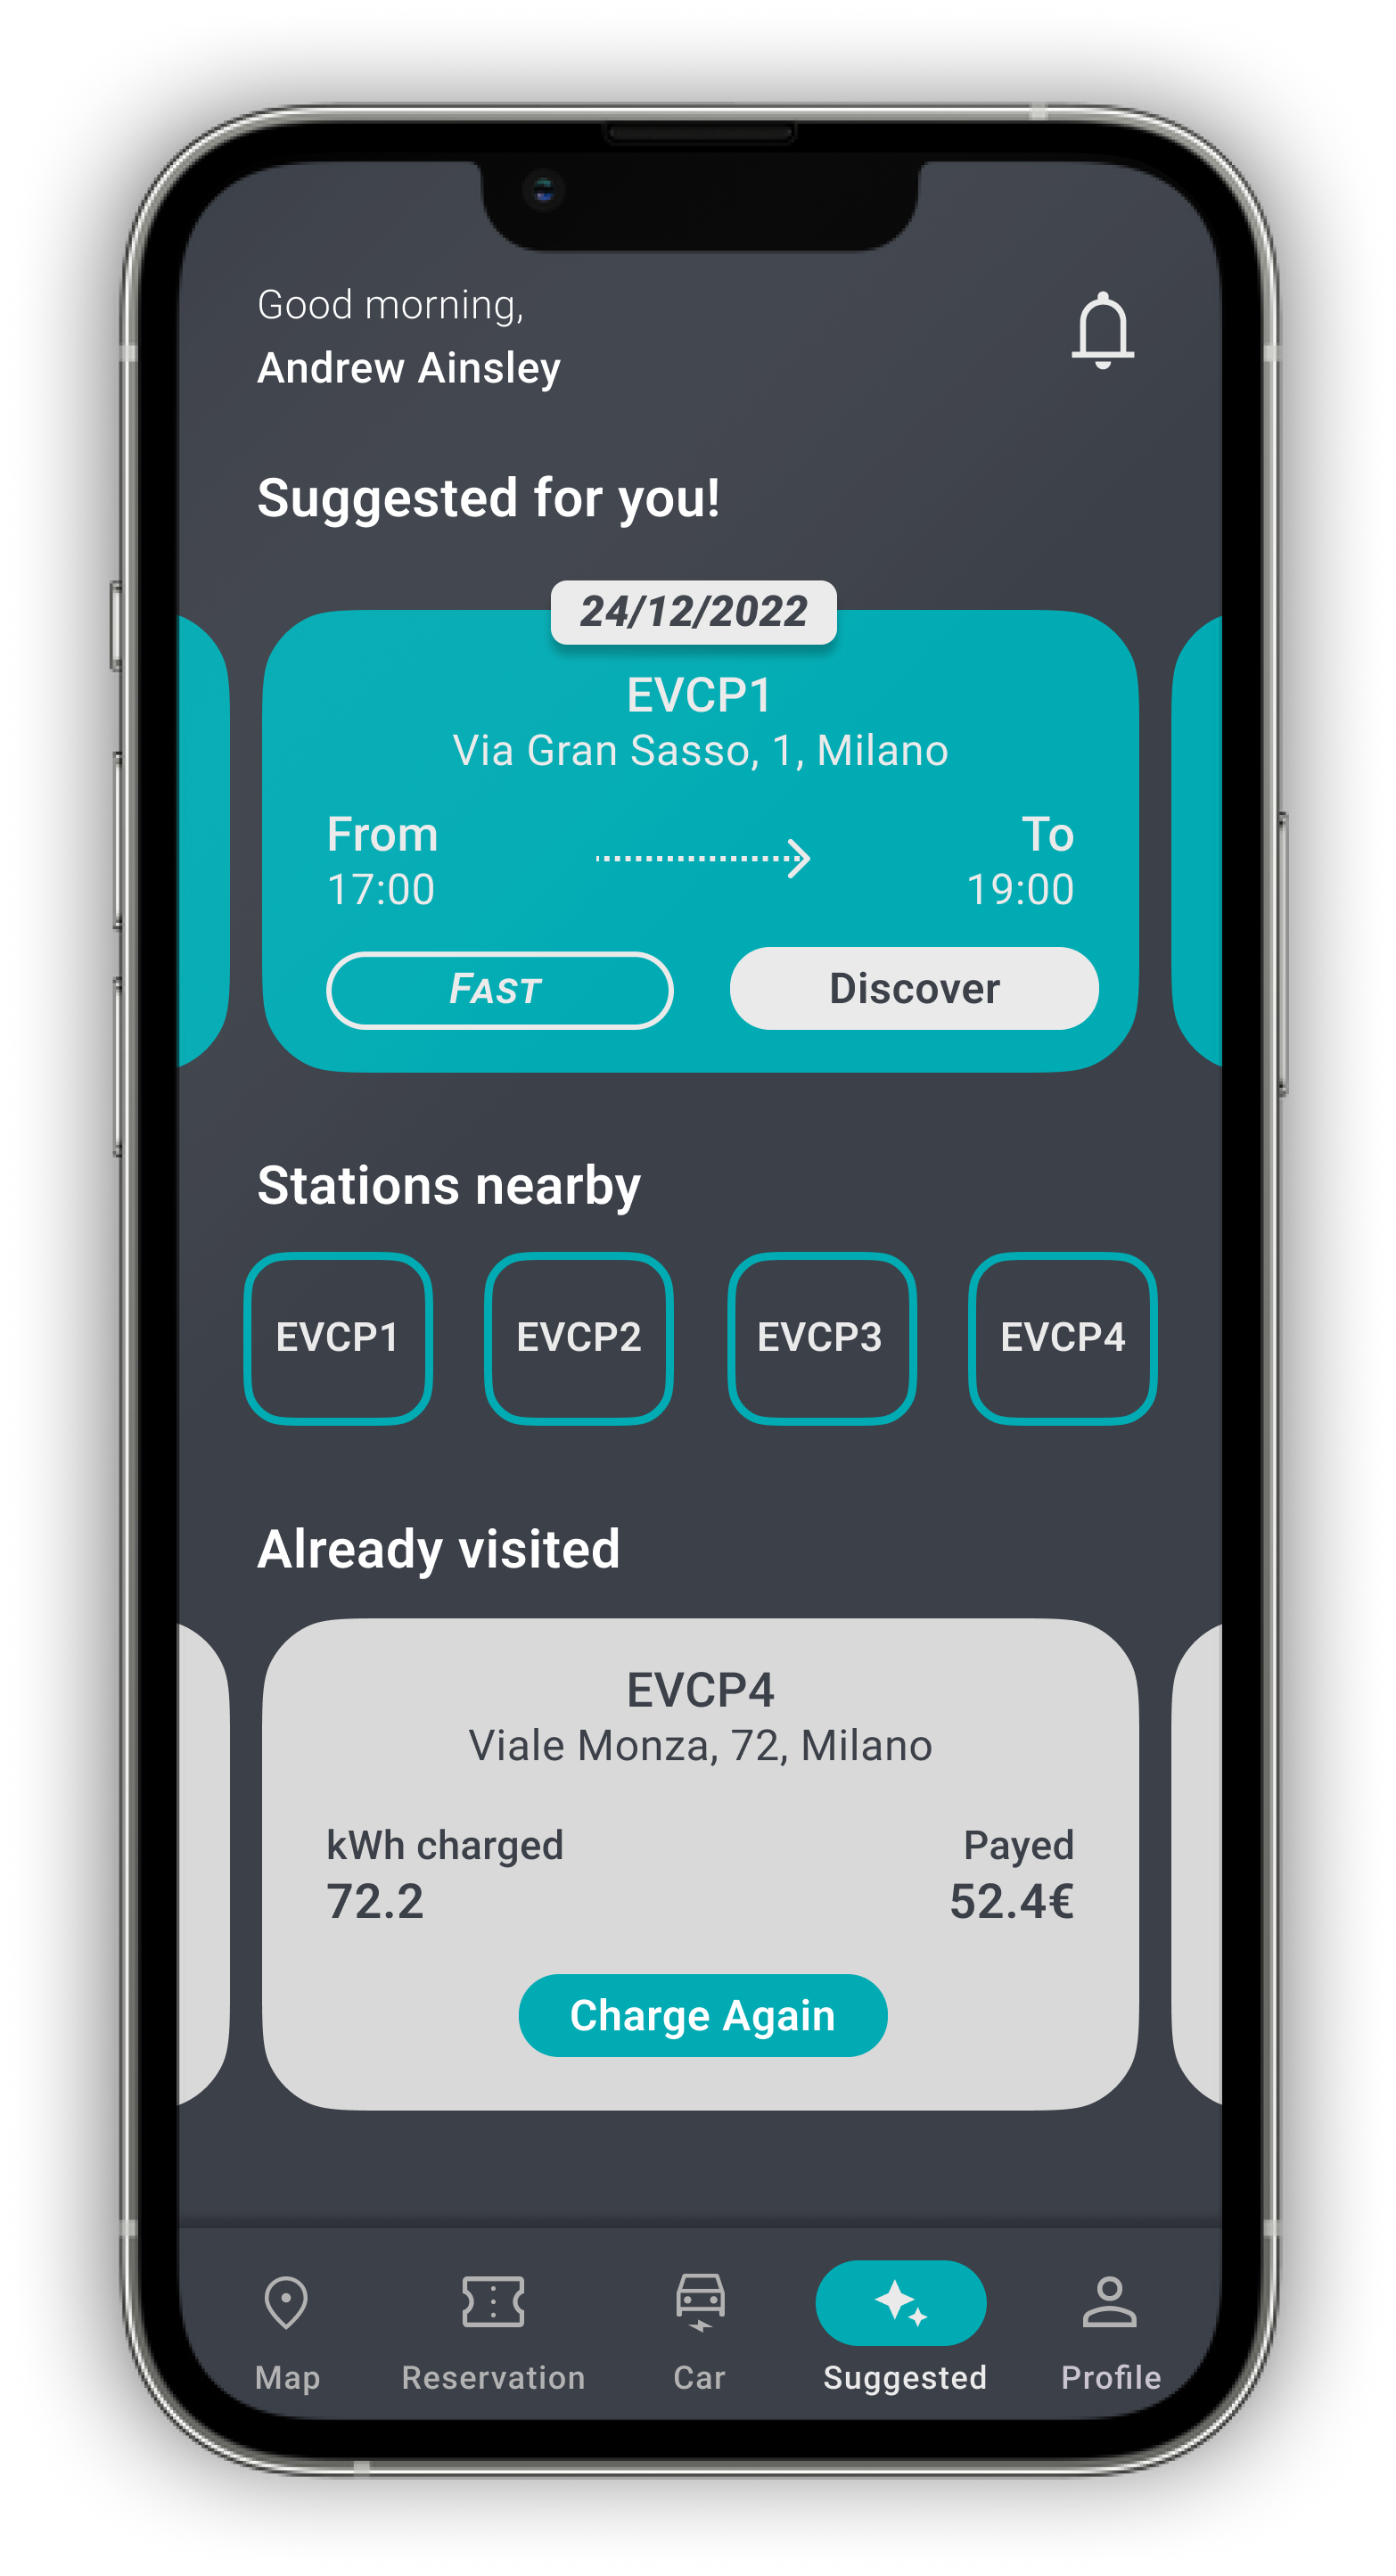 Good morning,
Andrew Ainsley
Suggested for you!
24/12/2022
EVCP1
Via Gran Sasso, 1, Milano
From To
17:00 19:00
FAST Discover
Stations nearby
EVCP1 EVCP2 EVCP3 EVCP4
Already visited
EVCP4
Viale Monza, 72, Milano
kWh charged Payed
72.2 52.4€
Charge Again
Map Reservation Car Suggested Profile